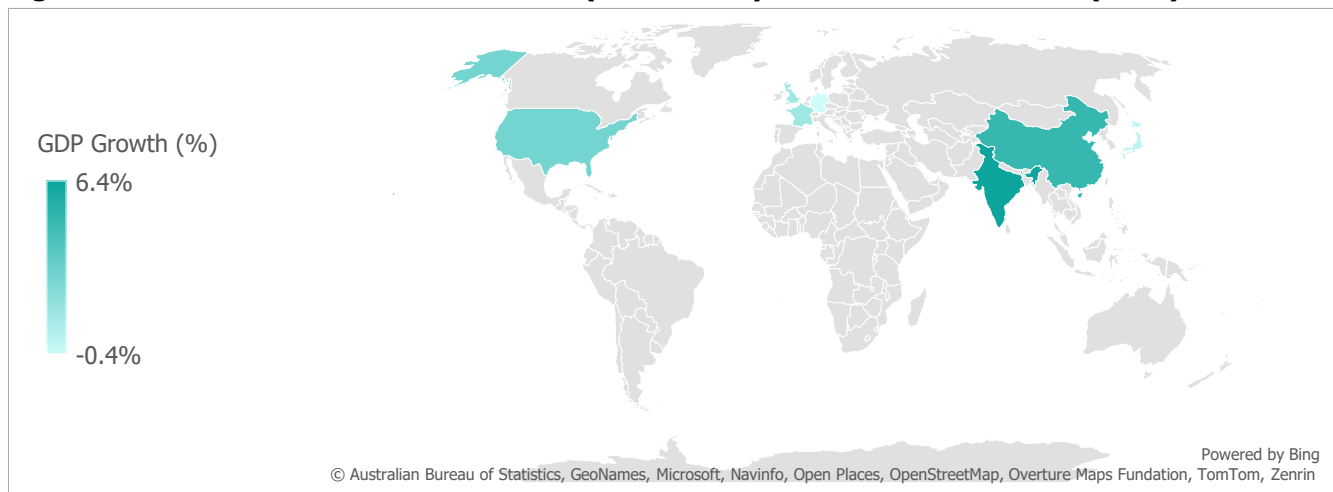 GDP Growth (%)
6.4%
-0.4%
Powered by Bing
© Australian Bureau of Statistics, GeoNames, Microsoft, Navinfo, Open Places, OpenStreetMap, Overture Maps Fundation, TomTom, Zenrin